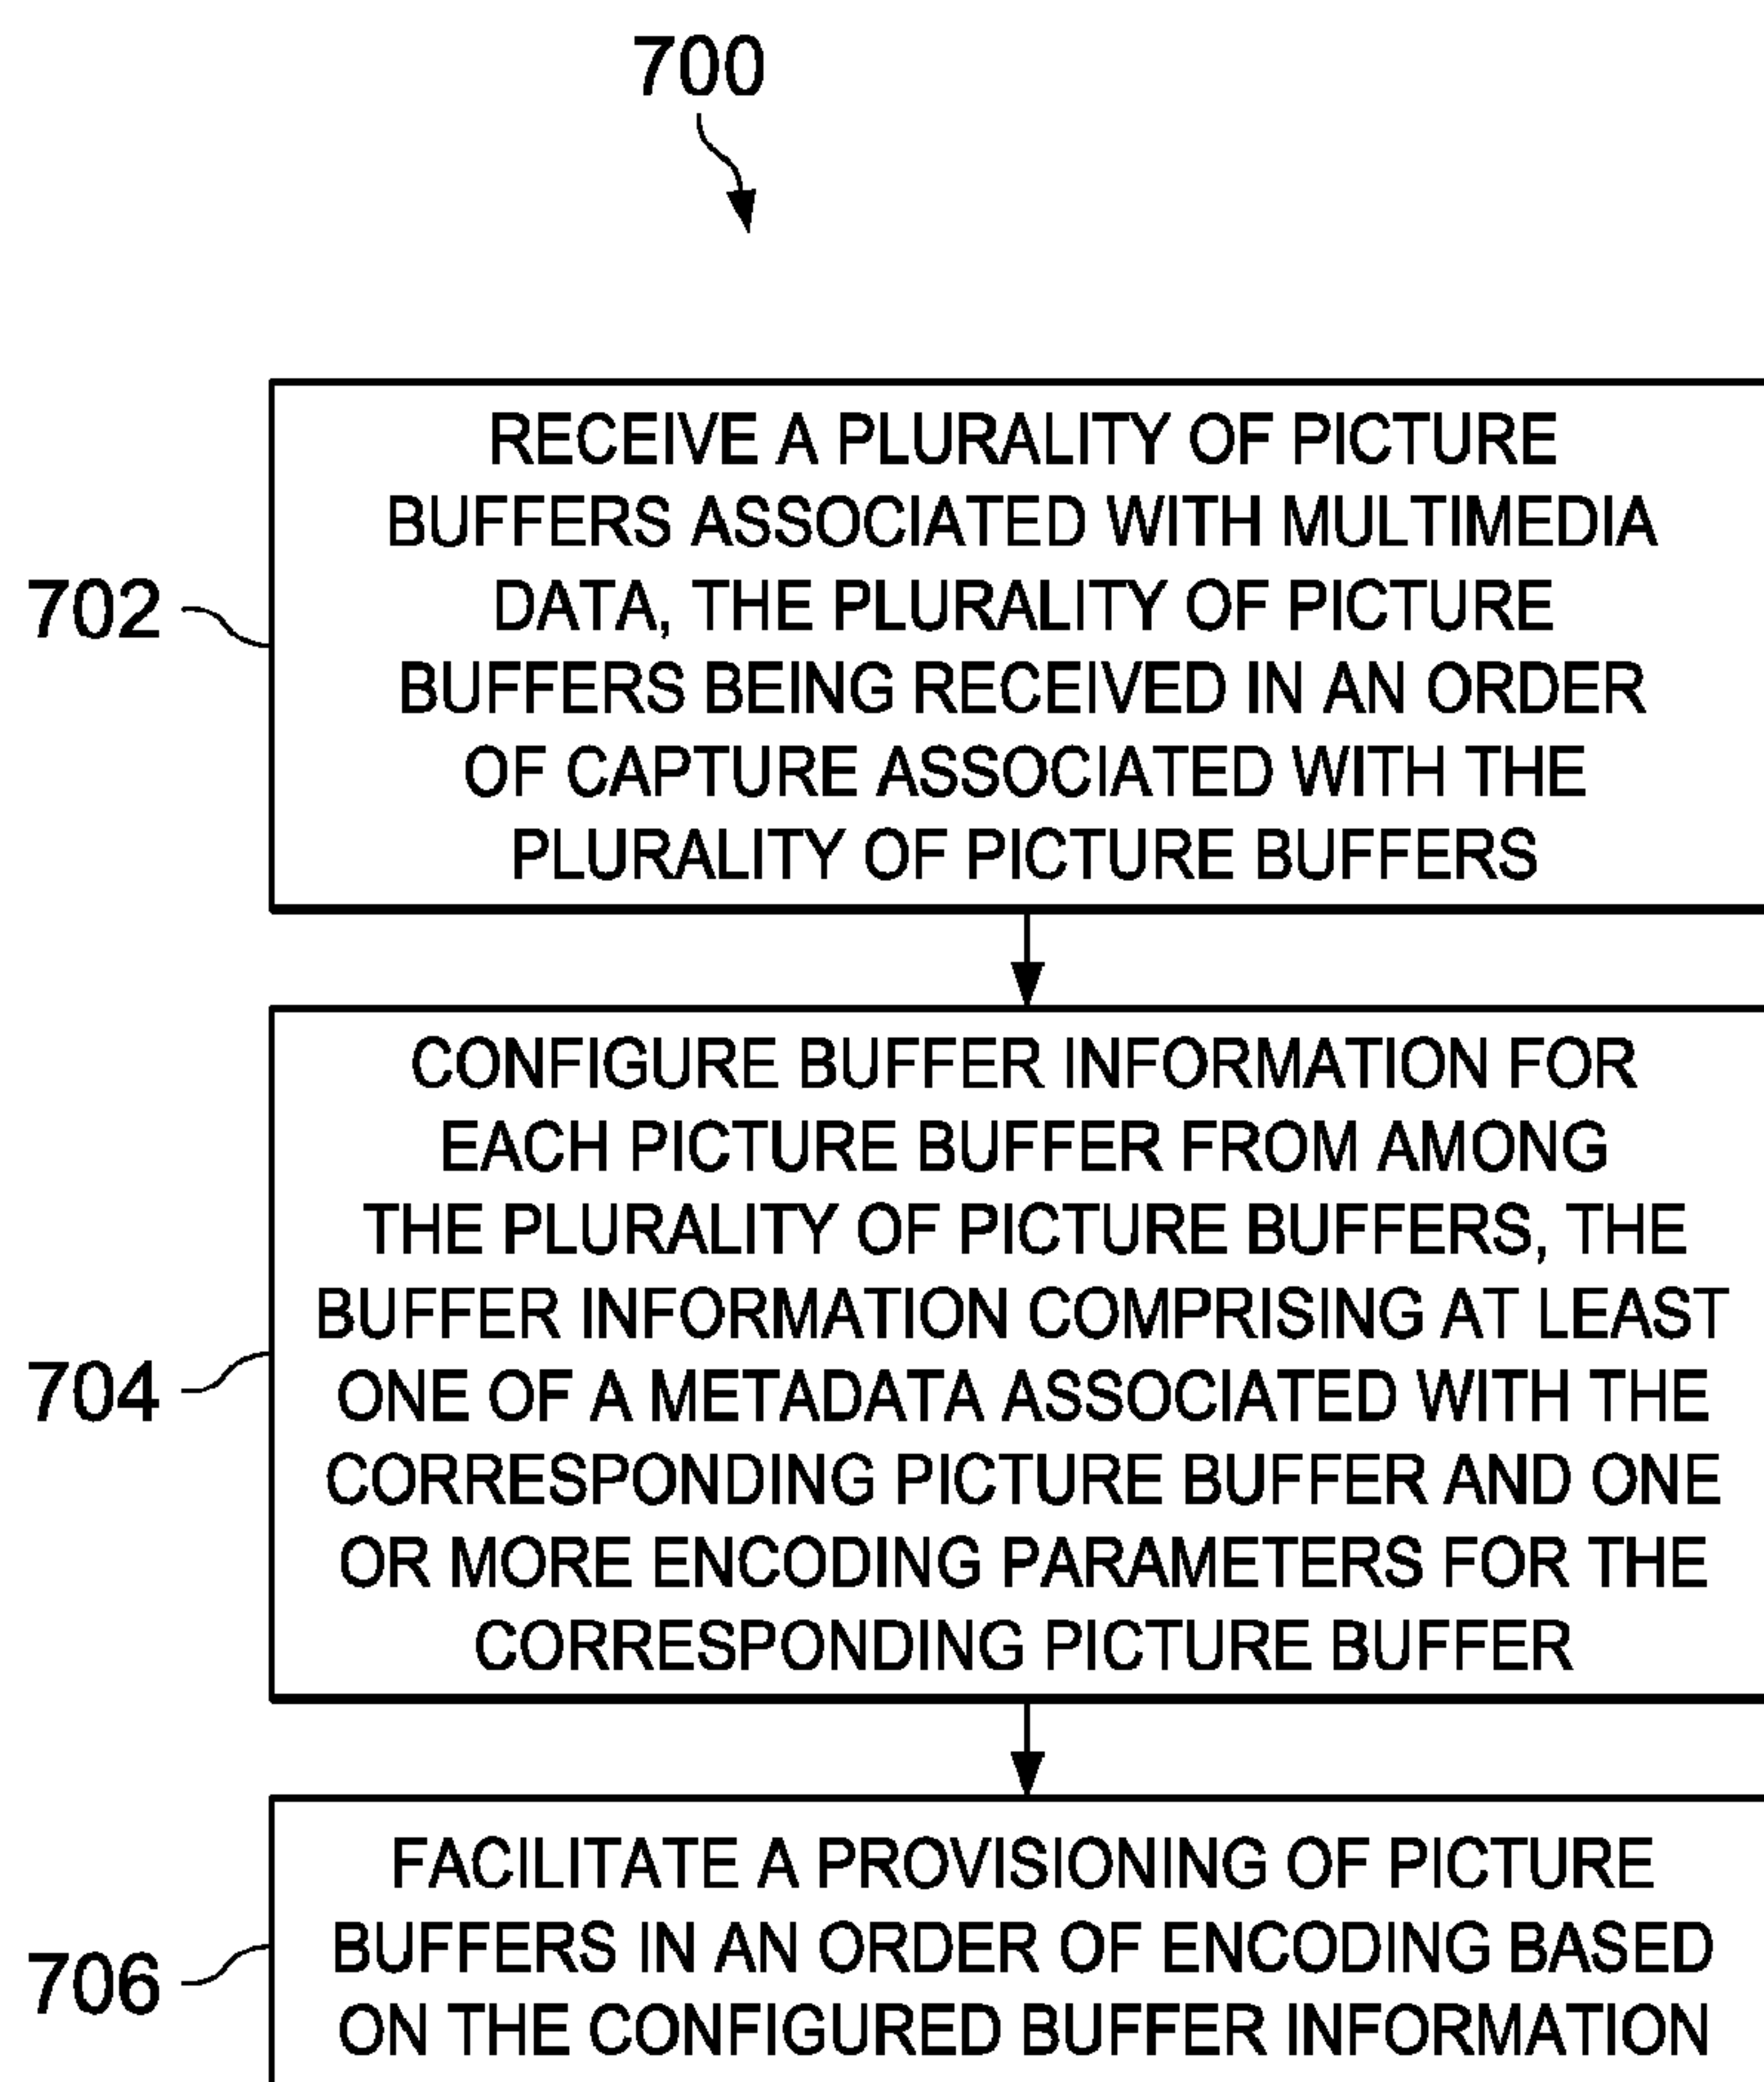 700
702
RECEIVE A PLURALITY OF PICTURE
BUFFERS ASSOCIATED WITH MULTIMEDIA
DATA, THE PLURALITY OF PICTURE
BUFFERS BEING RECEIVED IN AN ORDER
OF CAPTURE ASSOCIATED WITH THE
PLURALITY OF PICTURE BUFFERS
704
CONFIGURE BUFFER INFORMATION FOR
EACH PICTURE BUFFER FROM AMONG
THE PLURALITY OF PICTURE BUFFERS, THE
BUFFER INFORMATION COMPRISING AT LEAST
ONE OF A METADATA ASSOCIATED WITH THE
CORRESPONDING PICTURE BUFFER AND ONE
OR MORE ENCODING PARAMETERS FOR THE
CORRESPONDING PICTURE BUFFER
706
FACILITATE A PROVISIONING OF PICTURE
BUFFERS IN AN ORDER OF ENCODING BASED
ON THE CONFIGURED BUFFER INFORMATION